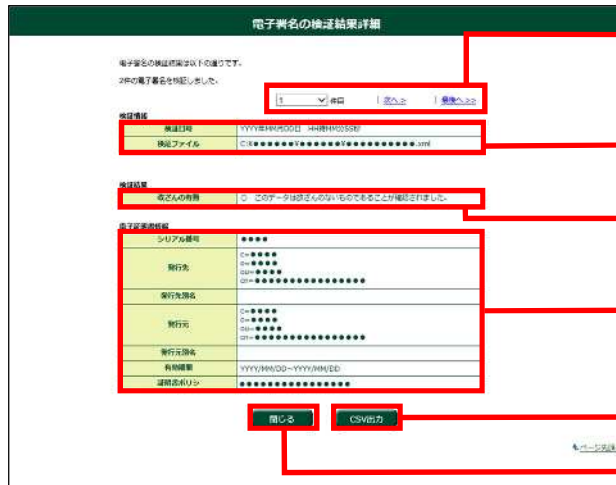 電子署名の検証結果詳細
電子署名の検証結果は以下の通りです。
2件の電子署名を検証しました。
1 件目 | 次へ > | 最後へ >>
検証情報
検証日時 YYYY年MM月DD日 HH時MM分SS秒
検証ファイル C:¥●●●●●●¥●●●●●●¥●●●●●●●●●●.xml
検証結果
改ざんの有無 ○ このデータは改ざんのないものであることが確認されました。
電子証明書情報
シリアル番号 ●●●●
発行先
c=●●●●
o=●●●●
ou=●●●●
cn=●●●●●●●●●●●●●●●●
発行先別名
発行元
c=●●●●
o=●●●●
ou=●●●●
cn=●●●●●●●●●●●●●●●●
発行元別名
有効期間 YYYY/MM/DD~YYYY/MM/DD
証明書ポリシ ●●●●●●●●●●●●●●●●
閉じる CSV出力
ページ先頭